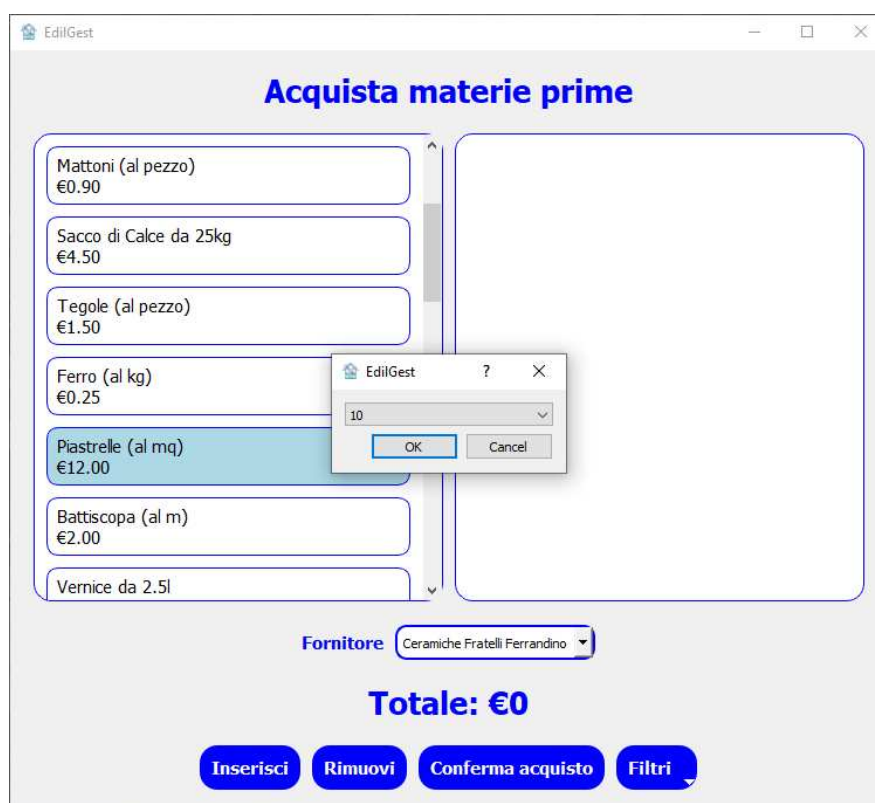 EdilGest
Acquista materie prime
Mattoni (al pezzo)
€0.90
Sacco di Calce da 25kg
€4.50
Tegole (al pezzo)
€1.50
Ferro (al kg)
€0.25
Piastrelle (al mq)
€12.00
Battiscopa (al m)
€2.00
Vernice da 2.5l
EdilGest ?
10
OK Cancel
Fornitore Ceramiche Fratelli Ferrandino
Totale: €0
Inserisci Rimuovi Conferma acquisto Filtri